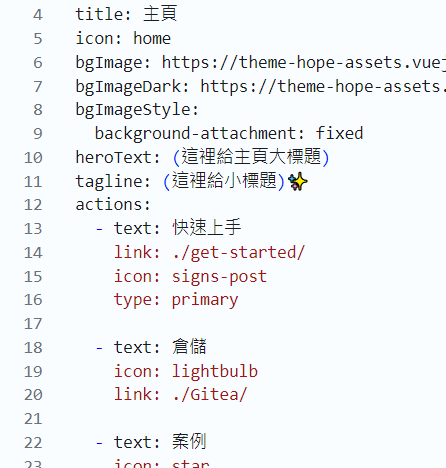 4 title: 主頁
5 icon: home
6 bgImage: https://theme-hope-assets.vuej
7 bgImageDark: https://theme-hope-assets.
8 bgImageStyle:
9 background-attachment: fixed
10 heroText: (這裡給主頁大標題)
11 tagline: (這裡給小標題)✨
12 actions:
13 - text: 快速上手
14 link: ./get-started/
15 icon: signs-post
16 type: primary
17
18 - text: 倉儲
19 icon: lightbulb
20 link: ./Gitea/
21
22 - text: 案例
23 icon: star